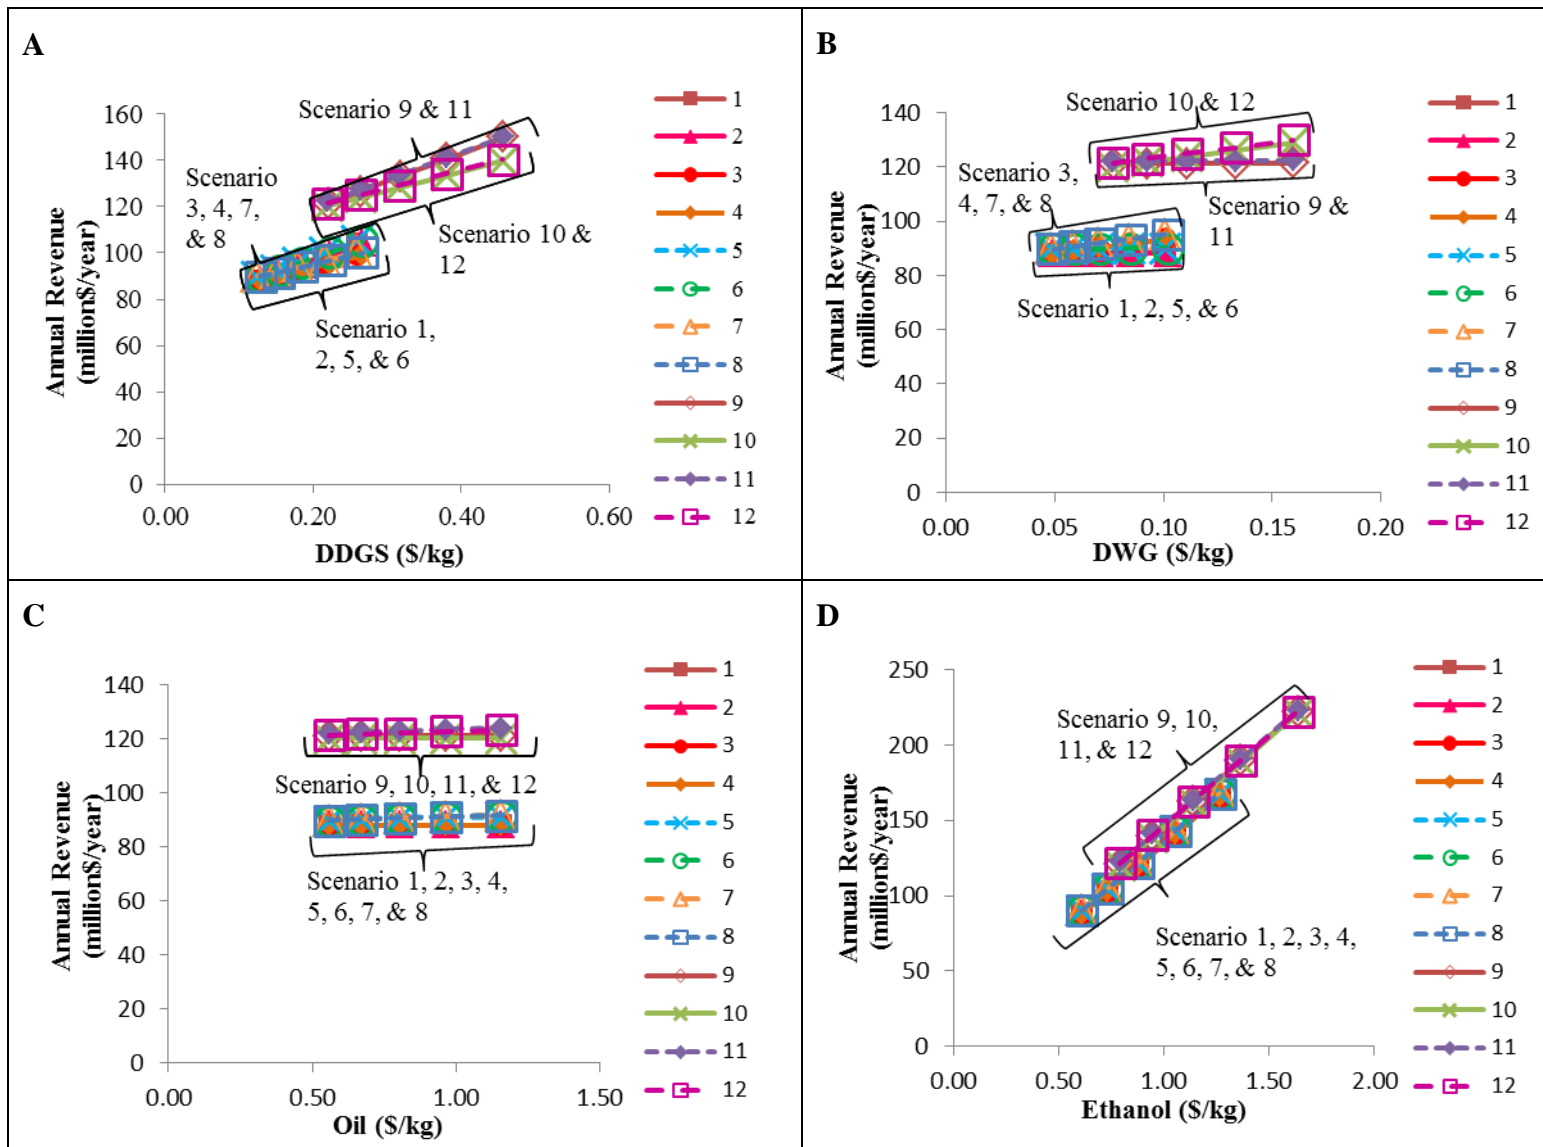 A
Annual Revenue
(million$/year)
160
140
120
100
80
60
40
20
0
0.00
0.20
0.40
0.60
DDGS ($/kg)
Scenario 9 & 11
Scenario
3, 4, 7,
& 8
Scenario 10 &
12
Scenario 1,
2, 5, & 6
1
2
3
4
5
6
7
8
9
10
11
12
B
Annual Revenue
(million$/year)
140
120
100
80
60
40
20
0
0.00
0.05
0.10
0.15
0.20
DWG ($/kg)
Scenario 10 & 12
Scenario 3,
4, 7, & 8
Scenario 9 &
11
Scenario 1, 2, 5, & 6
1
2
3
4
5
6
7
8
9
10
11
12
C
Annual Revenue
(million$/year)
140
120
100
80
60
40
20
0
0.00
0.50
1.00
1.50
Oil ($/kg)
Scenario 9, 10, 11, & 12
Scenario 1, 2, 3, 4,
5, 6, 7, & 8
1
2
3
4
5
6
7
8
9
10
11
12
D
Annual Revenue
(million$/year)
250
200
150
100
50
0
0.00
0.50
1.00
1.50
2.00
Ethanol ($/kg)
Scenario 9, 10,
11, & 12
Scenario 1, 2, 3, 4,
5, 6, 7, & 8
1
2
3
4
5
6
7
8
9
10
11
12